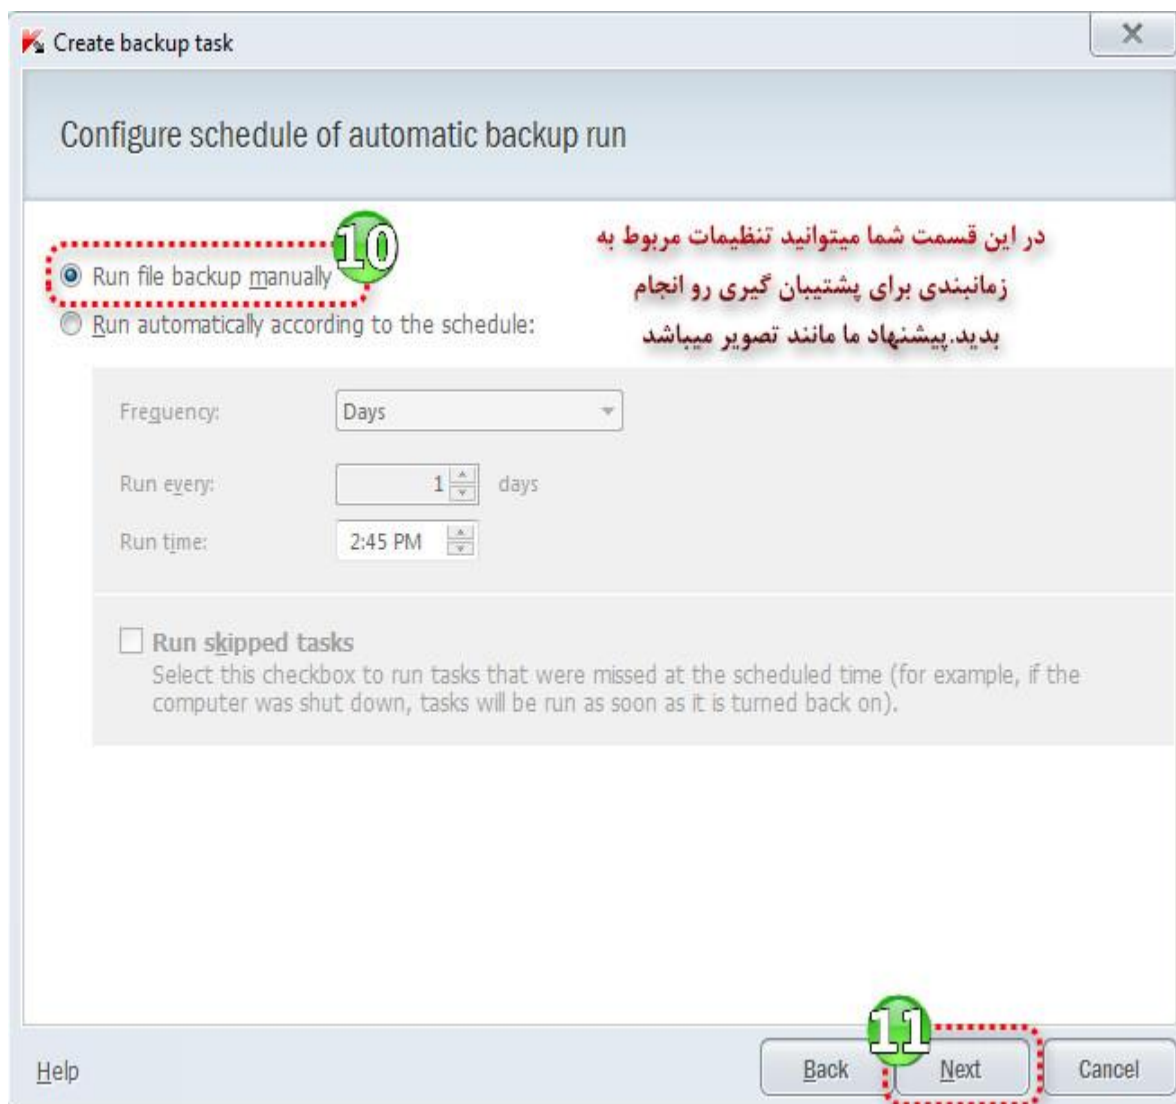 Create backup task
Configure schedule of automatic backup run
10
در این قسمت شما میتوانید تنظیمات مربوط به
زمانبندی برای پشتیبان گیری رو انجام
بدید.پیشنهاد ما مانند تصویر میباشد
Run file backup manually
Run automatically according to the schedule:
Frequency: Days
Run every: 1 days
Run time: 2:45 PM
Run skipped tasks
Select this checkbox to run tasks that were missed at the scheduled time (for example, if the
computer was shut down, tasks will be run as soon as it is turned back on).
11
Help Back Next Cancel